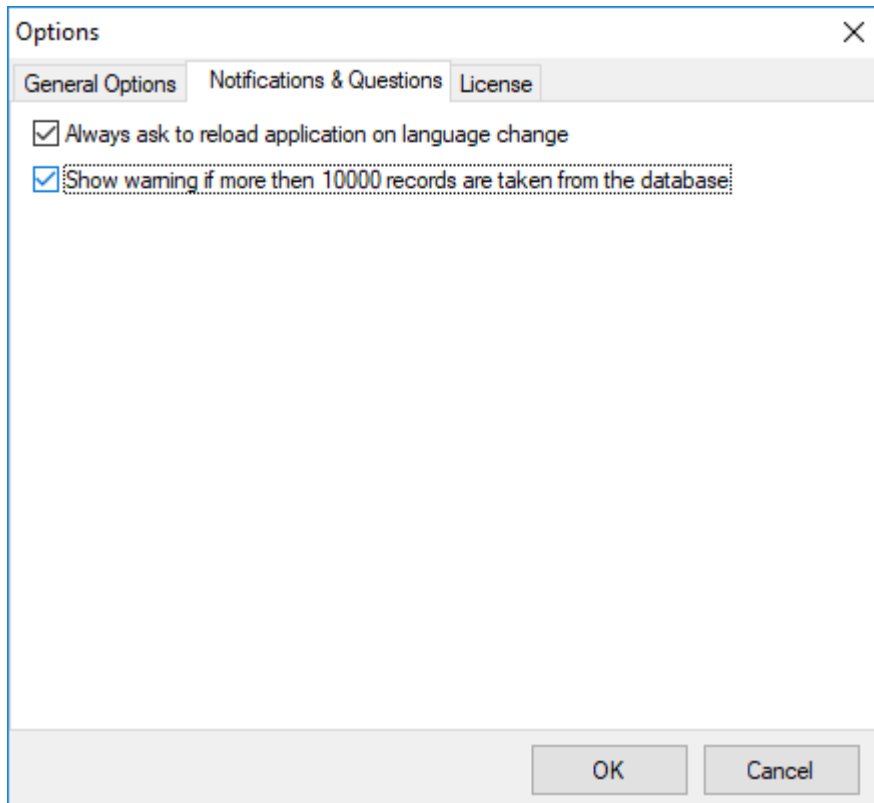 Options
General Options Notifications & Questions License
Always ask to reload application on language change
Show warning if more then 10000 records are taken from the database
OK Cancel